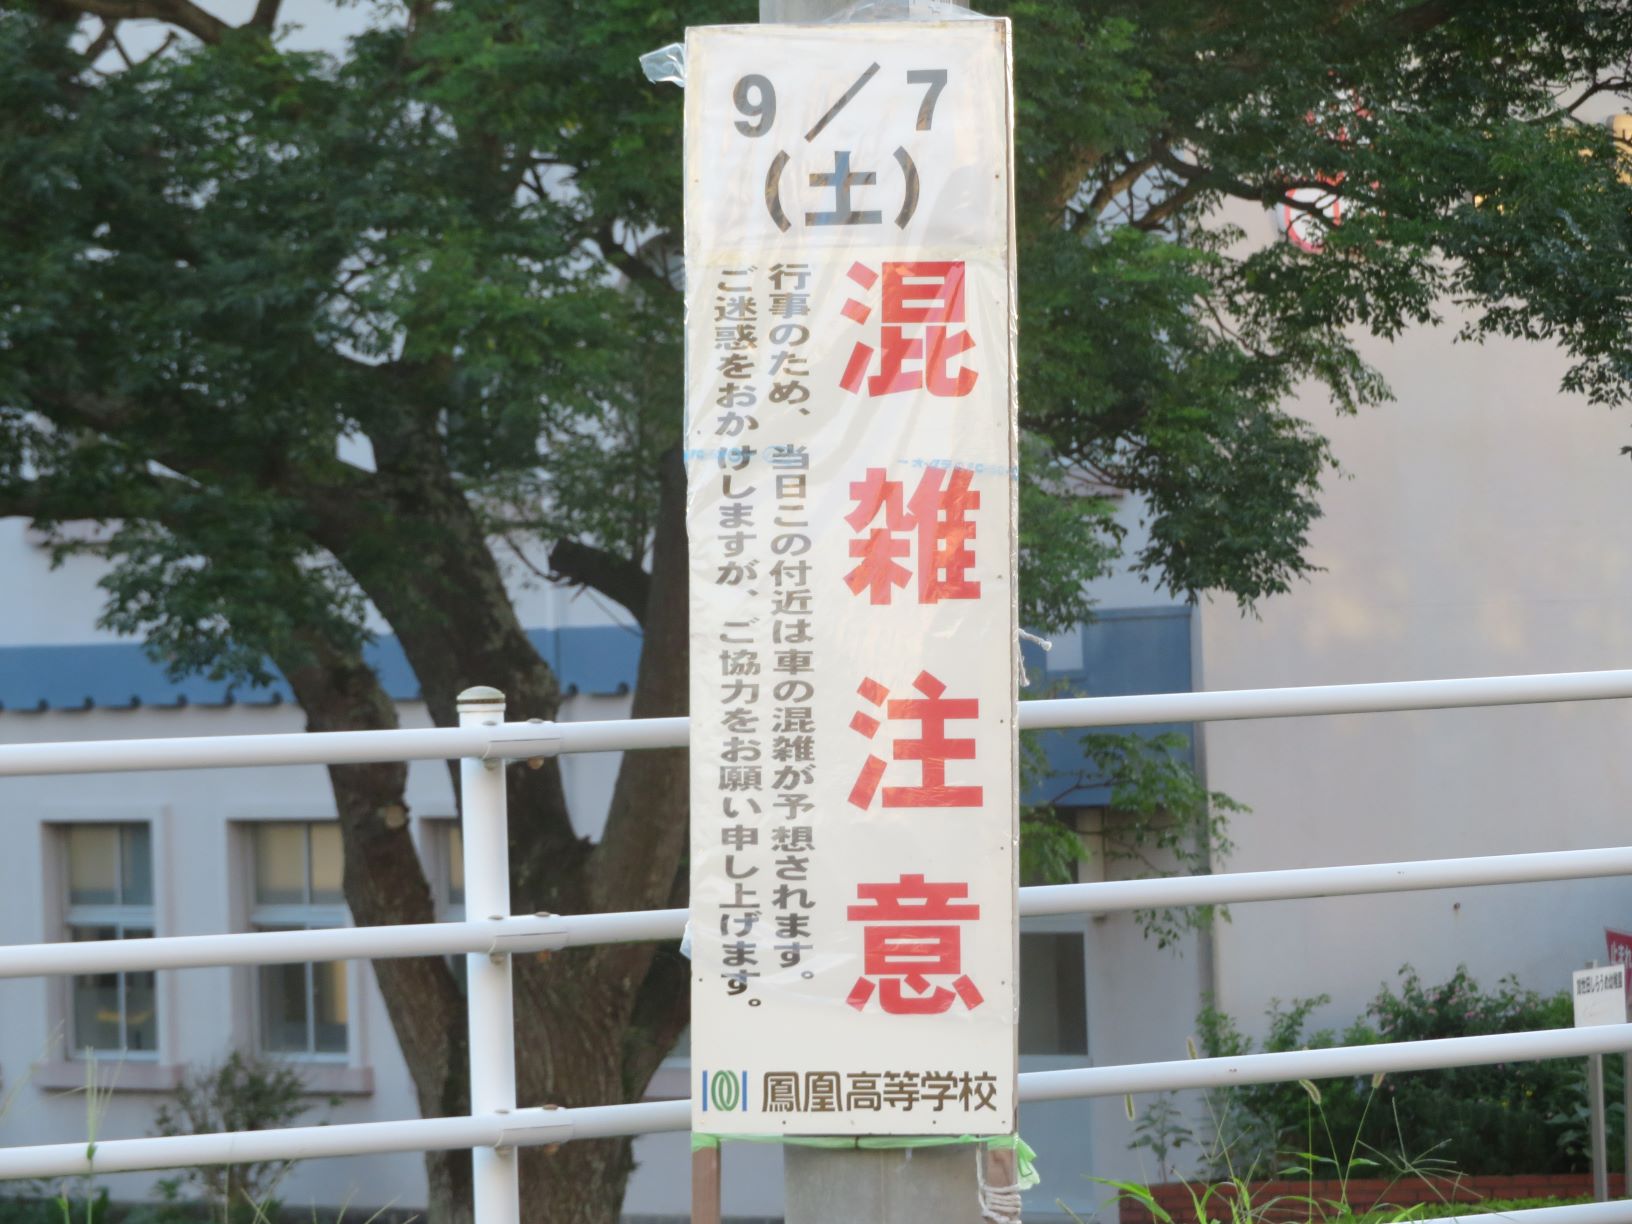 9／7
（土）
混雑注意
行事のため、当日この付近は車の混雑が予想されます。
ご迷惑をおかけしますが、ご協力をお願い申し上げます。
鳳凰高等学校